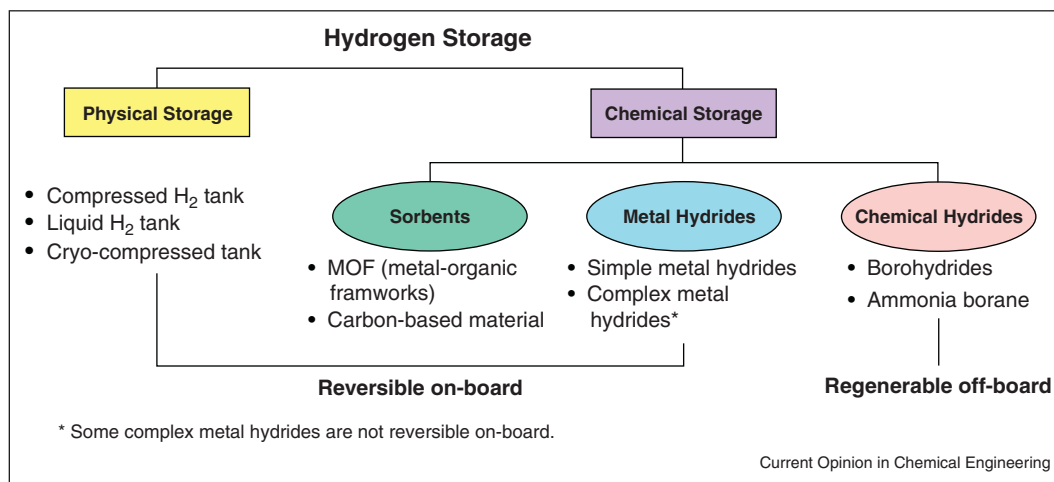 Hydrogen Storage
Physical Storage
Chemical Storage
• Compressed H₂ tank
• Liquid H₂ tank
• Cryo-compressed tank
Sorbents
Metal Hydrides
Chemical Hydrides
• MOF (metal-organic
framworks)
• Carbon-based material
• Simple metal hydrides
• Complex metal
hydrides*
• Borohydrides
• Ammonia borane
Reversible on-board
Regenerable off-board
* Some complex metal hydrides are not reversible on-board.
Current Opinion in Chemical Engineering